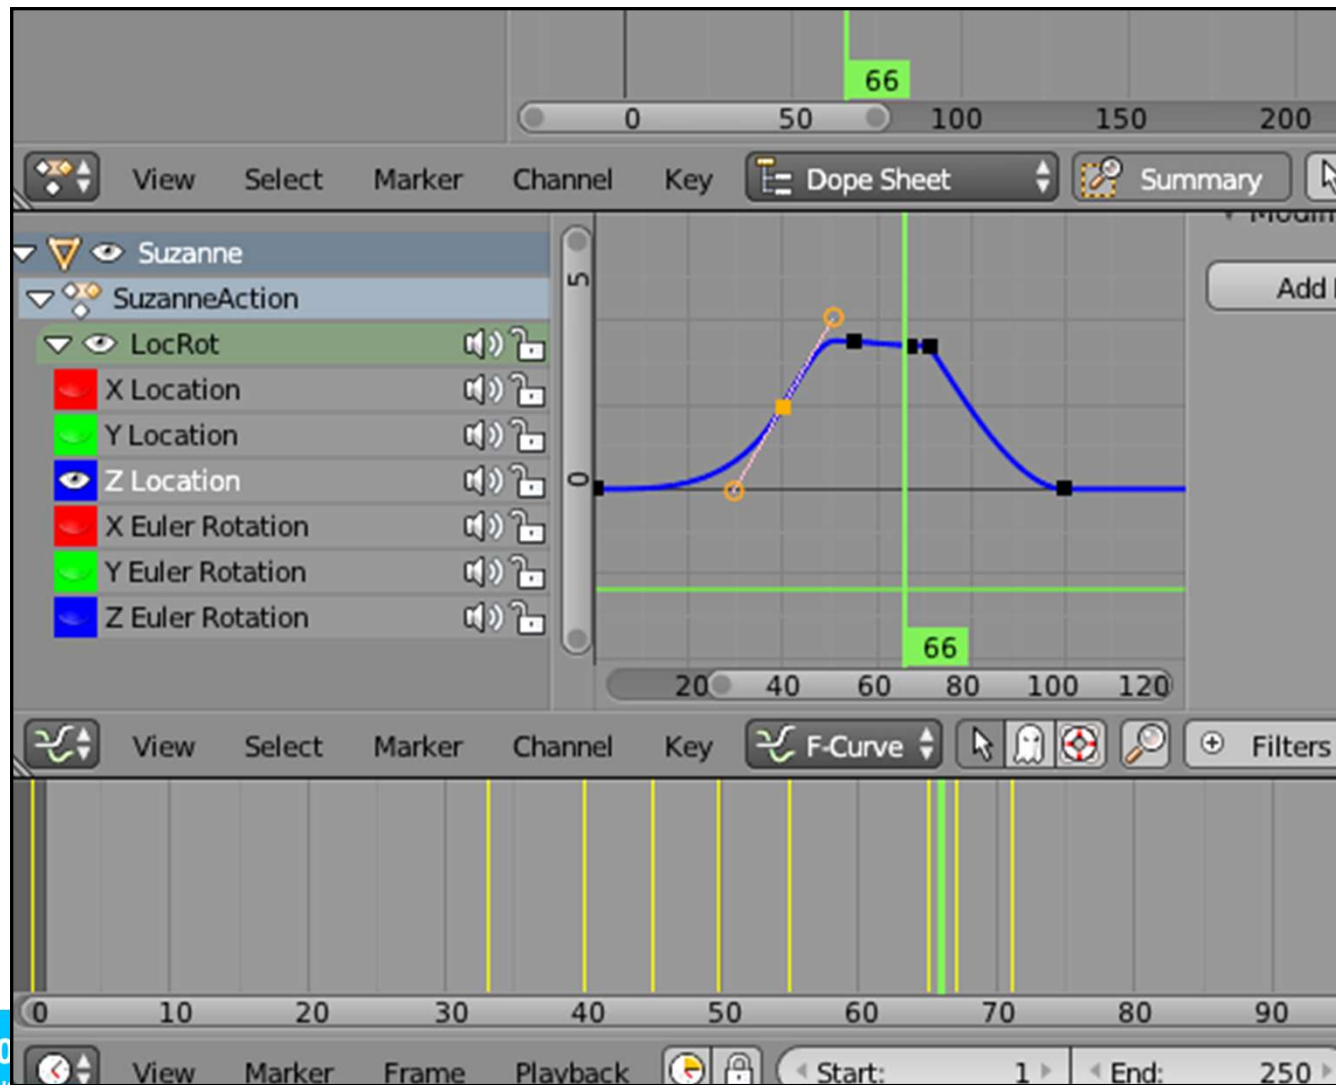 66
0 50 100 150 200
View Select Marker Channel Key Dope Sheet Summary
Suzanne
SuzanneAction
LocRot
X Location
Y Location
Z Location
X Euler Rotation
Y Euler Rotation
Z Euler Rotation
5
0
66
20 40 60 80 100 120
Add
View Select Marker Channel Key F-Curve Filters
0 10 20 30 40 50 60 70 80 90
View Marker Frame Playback Start: 1 End: 250